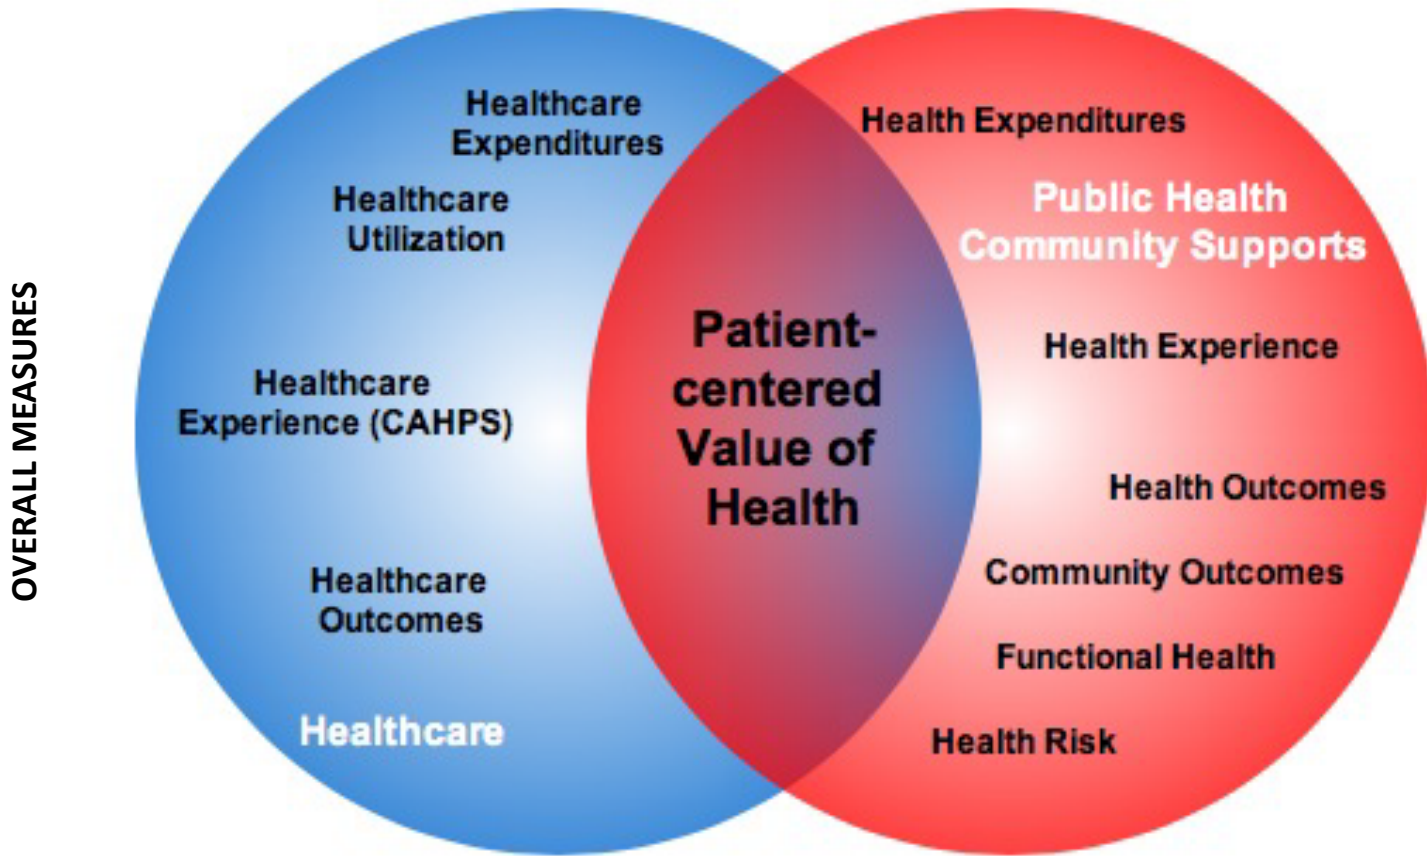 OVERALL MEASURES
Healthcare
Expenditures
Healthcare
Utilization
Healthcare
Experience (CAHPS)
Healthcare
Outcomes
Healthcare
Patient-
centered
Value of
Health
Health Expenditures
Public Health
Community Supports
Health Experience
Health Outcomes
Community Outcomes
Functional Health
Health Risk